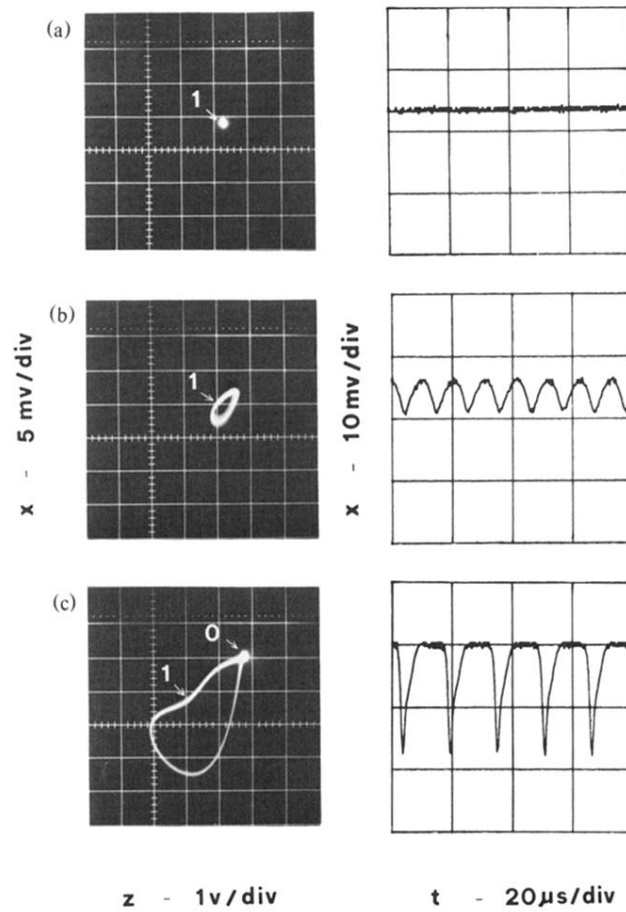 (a)
1
(b)
1
x - 5 mv/div
x - 10 mv/div
(c)
0
1
z - 1v/div
t - 20µs/div